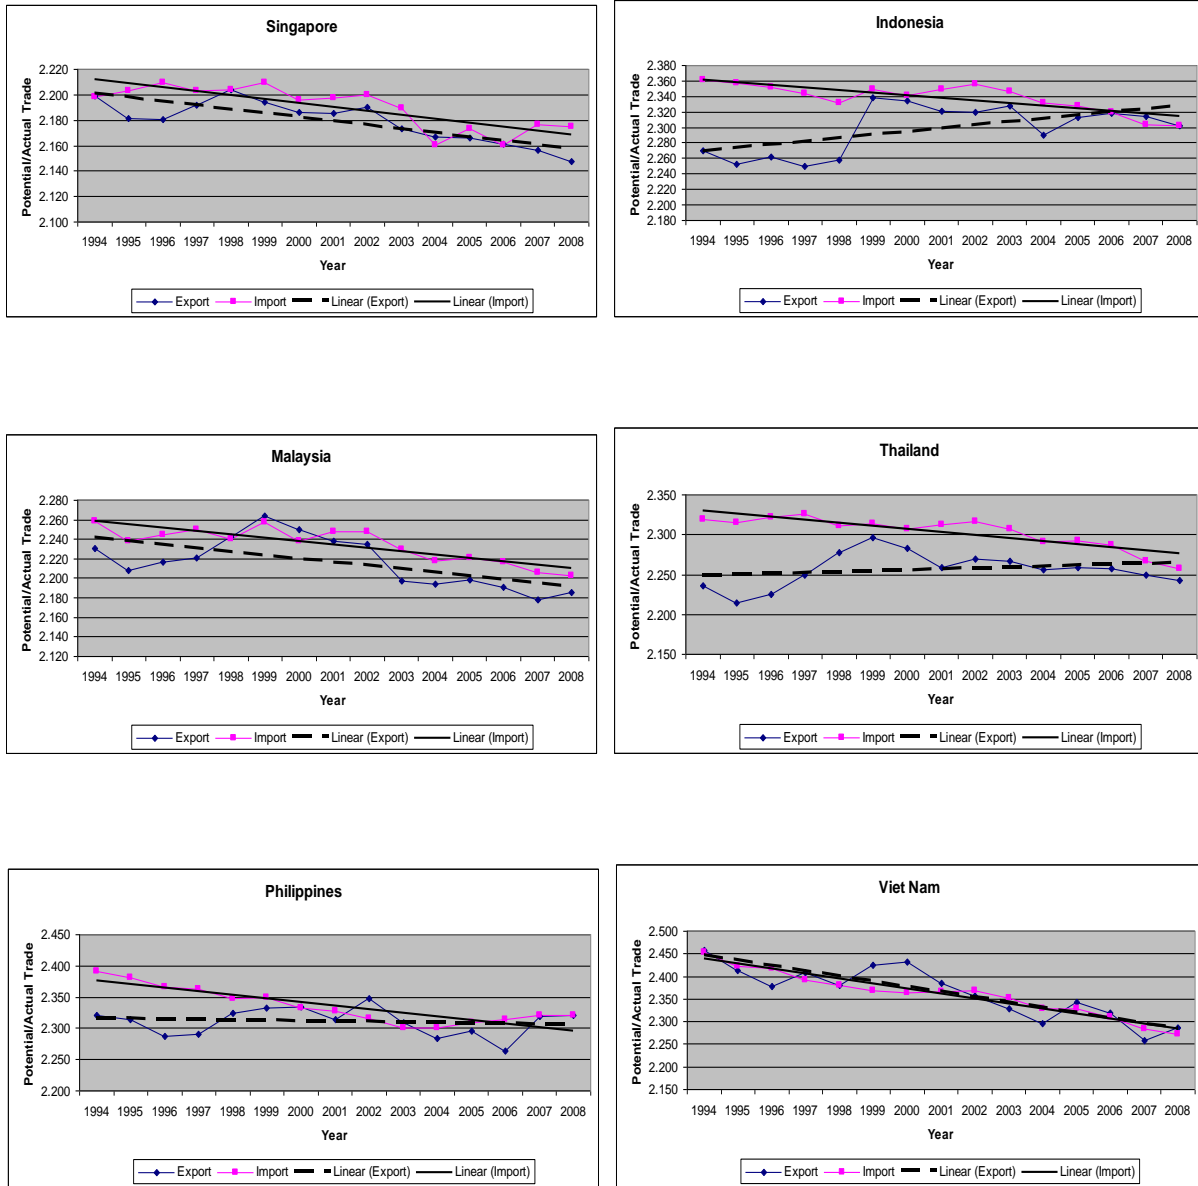 Singapore
Potential/Actual Trade
2.220
2.200
2.180
2.160
2.140
2.120
2.100
1994 1995 1996 1997 1998 1999 2000 2001 2002 2003 2004 2005 2006 2007 2008
Year
Export Import Linear (Export) Linear (Import)
Indonesia
Potential/Actual Trade
2.380
2.360
2.340
2.320
2.300
2.280
2.260
2.240
2.220
2.200
2.180
1994 1995 1996 1997 1998 1999 2000 2001 2002 2003 2004 2005 2006 2007 2008
Year
Export Import Linear (Export) Linear (Import)
Malaysia
Potential/Actual Trade
2.280
2.260
2.240
2.220
2.200
2.180
2.160
2.140
2.120
1994 1995 1996 1997 1998 1999 2000 2001 2002 2003 2004 2005 2006 2007 2008
Year
Export Import Linear (Export) Linear (Import)
Thailand
Potential/Actual Trade
2.350
2.300
2.250
2.200
2.150
1994 1995 1996 1997 1998 1999 2000 2001 2002 2003 2004 2005 2006 2007 2008
Year
Export Import Linear (Export) Linear (Import)
Philippines
Potential/Actual Trade
2.450
2.400
2.350
2.300
2.250
2.200
1994 1995 1996 1997 1998 1999 2000 2001 2002 2003 2004 2005 2006 2007 2008
Year
Export Import Linear (Export) Linear (Import)
Viet Nam
Potential/Actual Trade
2.500
2.450
2.400
2.350
2.300
2.250
2.200
2.150
1994 1995 1996 1997 1998 1999 2000 2001 2002 2003 2004 2005 2006 2007 2008
Year
Export Import Linear (Export) Linear (Import)